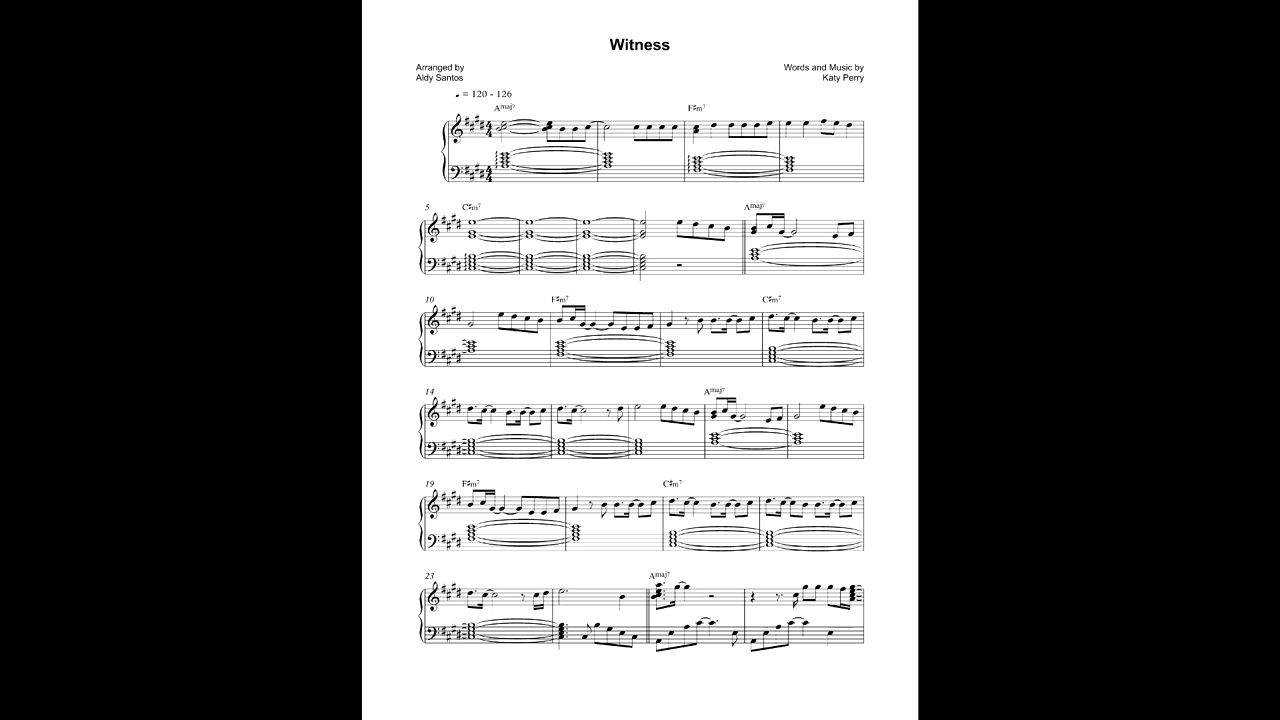 Witness
Arranged by
Aldy Santos
Words and Music by
Katy Perry
= 120 - 126
Amaj7 F♯m7
5 C♯m7 Amaj7
10 F♯m7 C♯m7
14 Amaj7
19 F♯m7 C♯m7
23 Amaj7